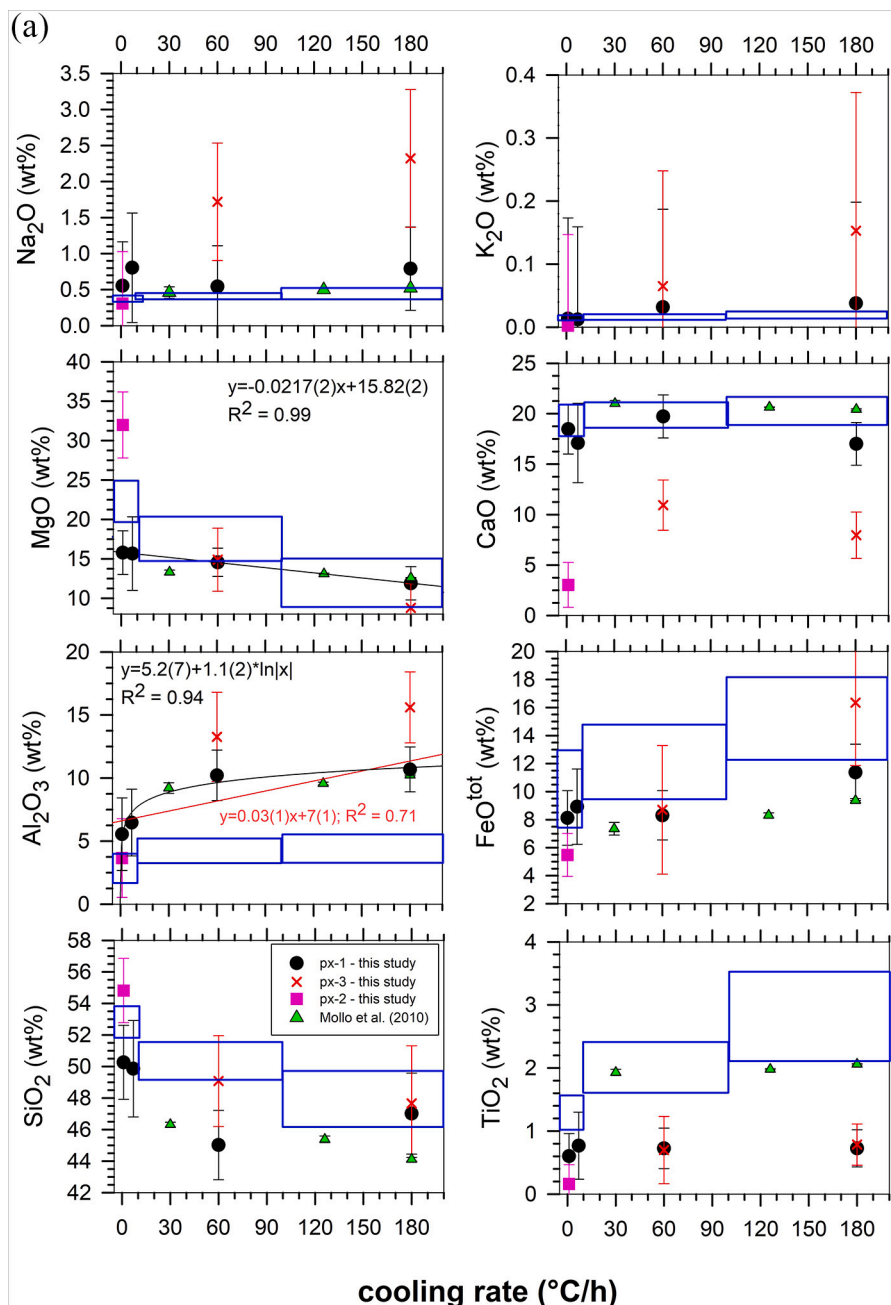 (a)
0 30 60 90 120 150 180
0 30 60 90 120 150 180
3.5
3.0
2.5
2.0
1.5
1.0
0.5
0.0
Na₂O (wt%)
0.4
0.3
0.2
0.1
0.0
K₂O (wt%)
40
35
30
25
20
15
10
MgO (wt%)
y=-0.0217(2)x+15.82(2)
R² = 0.99
25
20
15
10
5
0
CaO (wt%)
20
15
10
5
0
Al₂O₃ (wt%)
y=5.2(7)+1.1(2)*ln|x|
R² = 0.94
y=0.03(1)x+7(1); R² = 0.71
20
18
16
14
12
10
8
6
4
2
FeOᵗᵒᵗ (wt%)
58
56
54
52
50
48
46
44
42
SiO₂ (wt%)
px-1 - this study
px-3 - this study
px-2 - this study
Mollo et al. (2010)
4
3
2
1
0
TiO₂ (wt%)
0 30 60 90 120 150 180
0 30 60 90 120 150 180
cooling rate (°C/h)